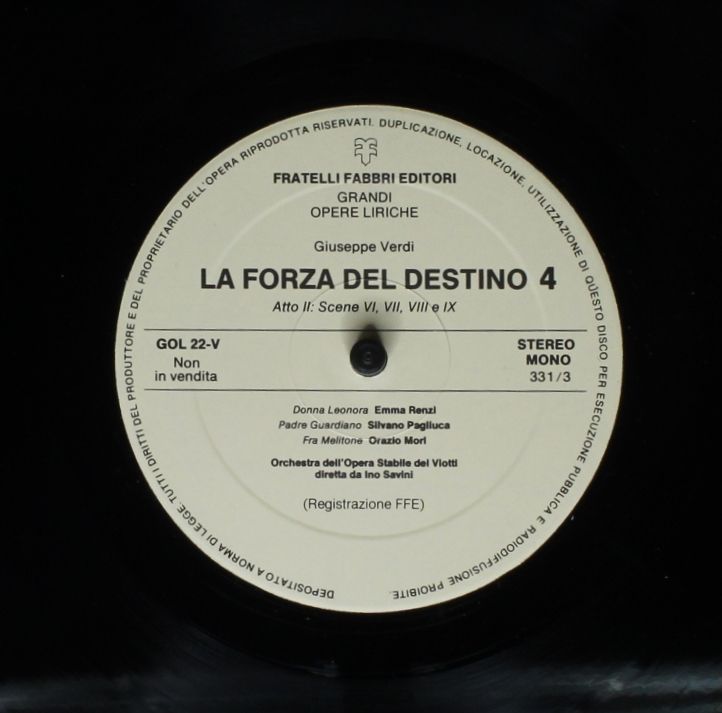 FRATELLI FABBRI EDITORI
GRANDI
OPERE LIRICHE
Giuseppe Verdi
LA FORZA DEL DESTINO 4
Atto II: Scene VI, VII, VIII e IX
GOL 22-V
Non
in vendita
STEREO
MONO
331/3
Donna Leonora Emma Renzi
Padre Guardiano Silvano Pagliuca
Fra Melitone Orazio Mori
Orchestra dell'Opera Stabile del Viotti
diretta da Ino Savini
(Registrazione FFE)
DEPOSITATO A NORMA DI LEGGE. TUTTI I DIRITTI DEL PRODUTTORE E DEL PROPRIETARIO DELL'OPERA RIPRODOTTA RISERVATI. DUPLICAZIONE, LOCAZIONE, UTILIZZAZIONE DI QUESTO DISCO PER ESECUZIONE PUBBLICA E RADIODIFFUSIONE PROIBITE.